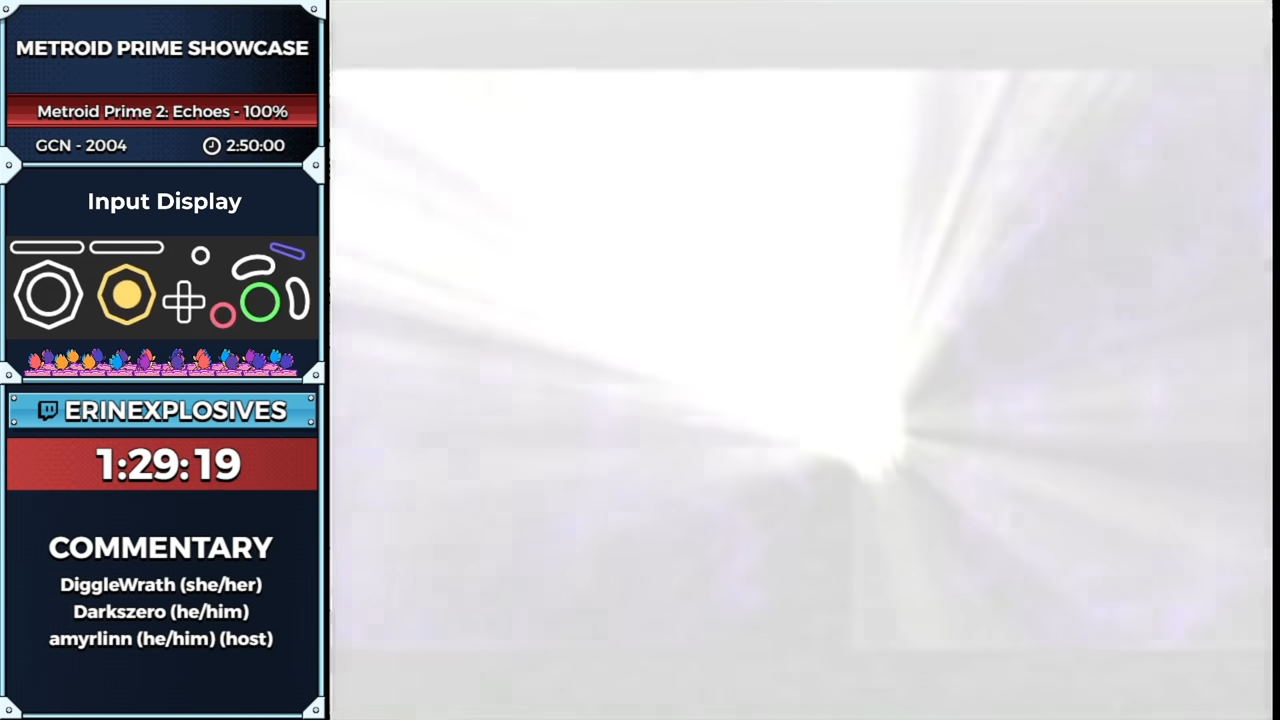 METROID PRIME SHOWCASE
Metroid Prime 2: Echoes - 100%
GCN - 2004 2:50:00
Input Display
ERINEXPLOSIVES
1:29:19
COMMENTARY
DiggleWrath (she/her)
Darkszero (he/him)
amyrlinn (he/him) (host)